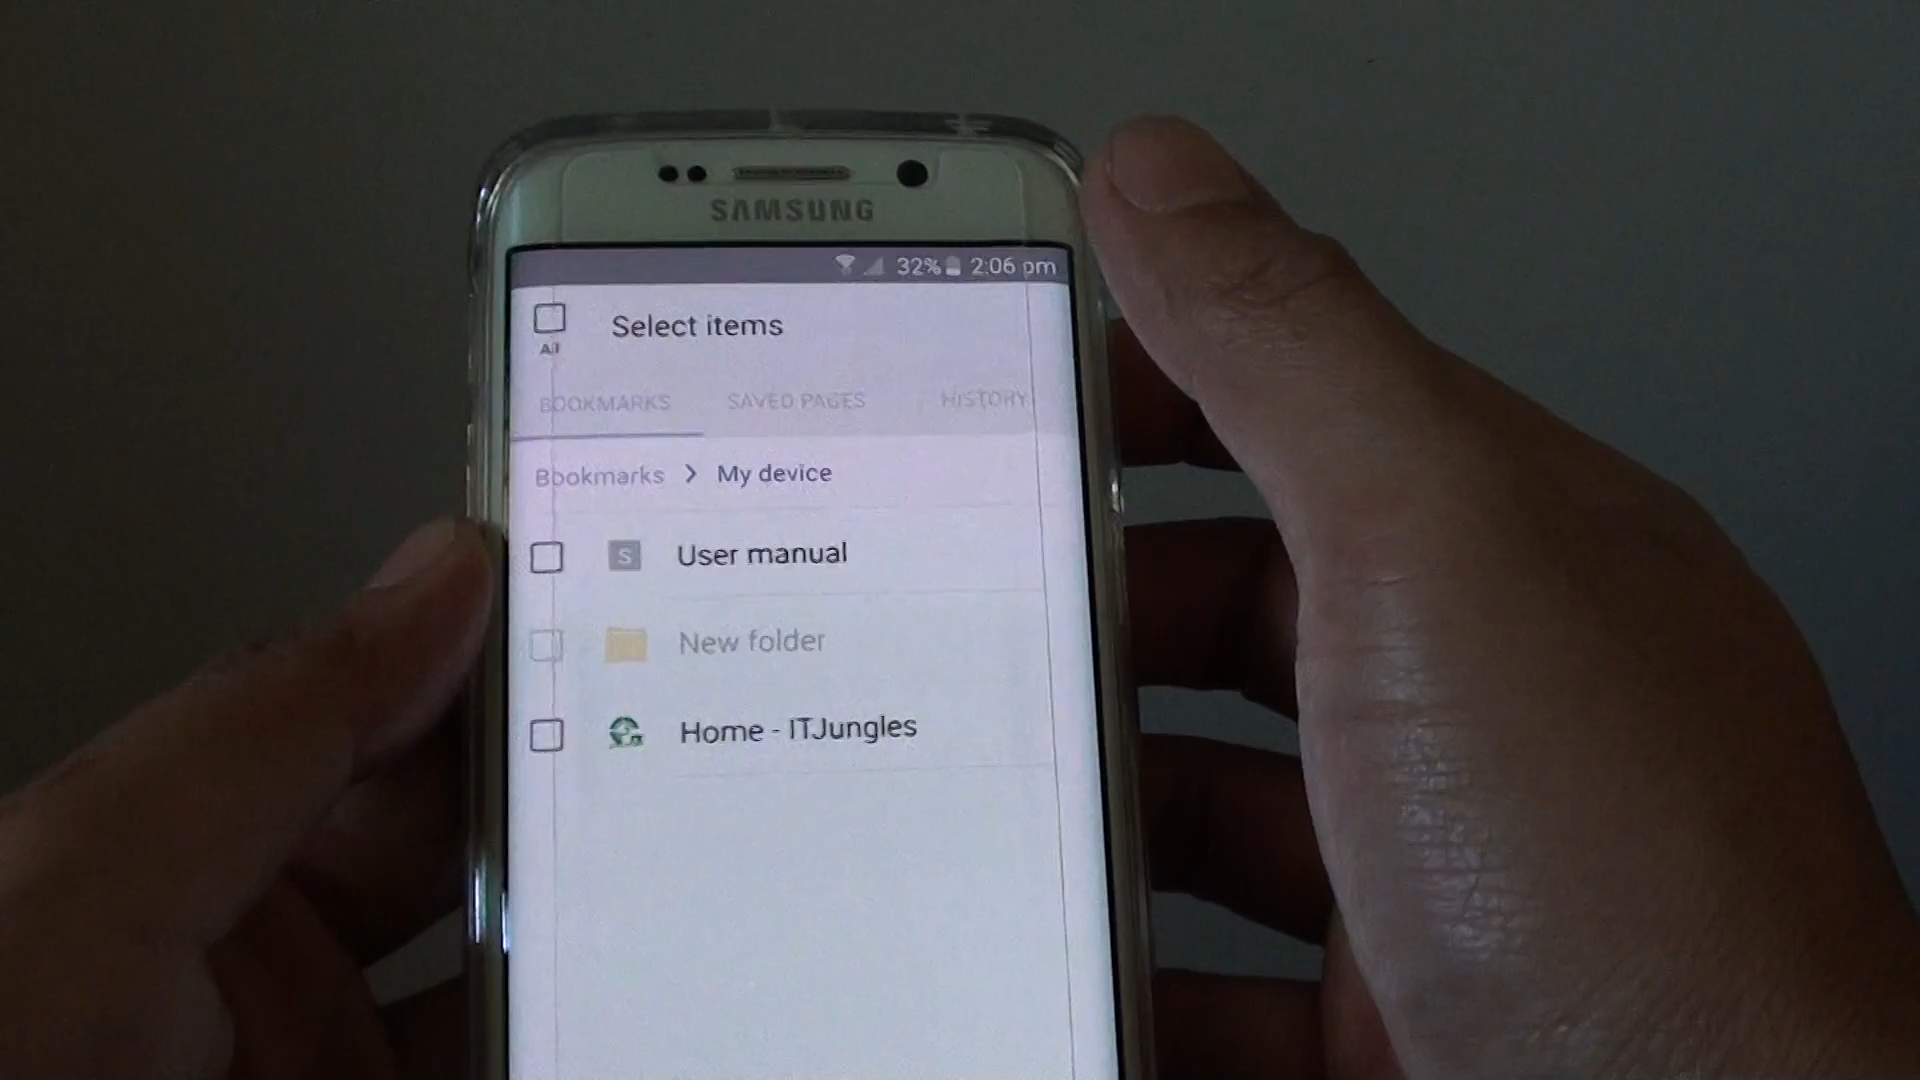 SAMSUNG
32% 2:06 pm
All
Select items
BOOKMARKS SAVED PAGES HISTORY
Bookmarks > My device
S User manual
New folder
Home - ITJungles